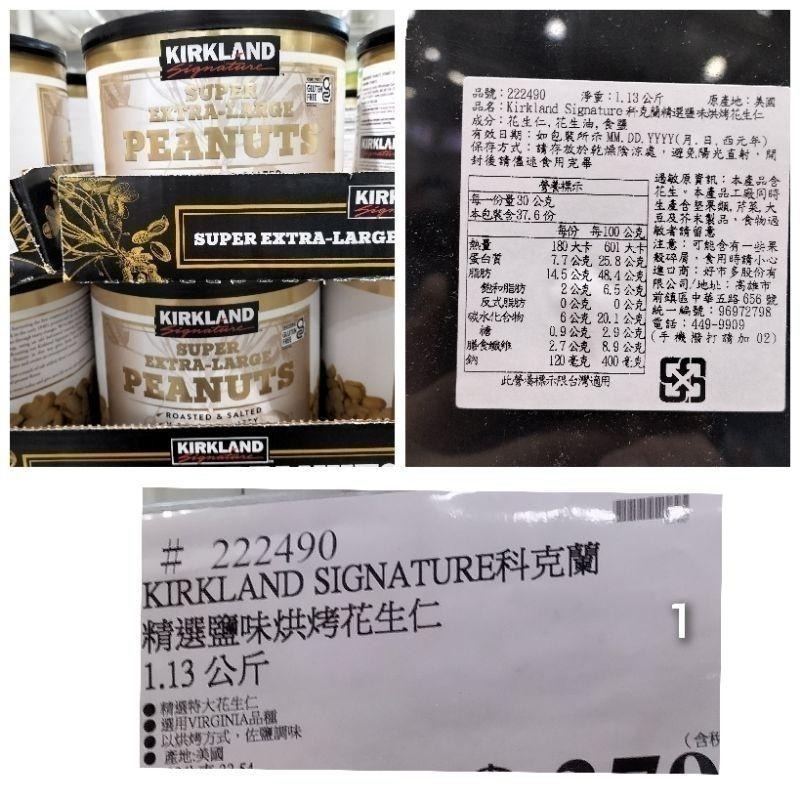 KIRKLAND
Signature
SUPER
EXTRA-LARGE
PEANUTS
GLUTEN
FREE
KIRKLAND
Signature
SUPER EXTRA-LARGE
KIRKLAND
Signature
SUPER
EXTRA-LARGE
PEANUTS
ROASTED & SALTED
KIRKLAND
Signature
品號:222490 淨重:1.13公斤 原產地:美國
品名:Kirkland Signature 科克蘭精選鹽味烘烤花生仁
成分:花生仁,花生油,食鹽
有效日期:如包裝所示MM.DD.YYYY(月.日.西元年)
保存方式:請存放於乾燥陰涼處,避免陽光直射,開
封後請儘速食用完畢
營養標示
每一份量30公克
本包裝含37.6份
每份 每100公克
熱量 180大卡 601大卡
蛋白質 7.7公克 25.8公克
脂肪 14.5公克 48.4公克
飽和脂肪 2公克 6.5公克
反式脂肪 0公克 0公克
碳水化合物 6公克 20.1公克
糖 0.9公克 2.9公克
膳食纖維 2.7公克 8.9公克
鈉 120毫克 400毫克
此營養標示限台灣適用
過敏原資訊:本產品含
花生。本產品工廠同時
生產含堅果類,芹菜,大
豆及芥末製品,食物過
敏者請留意
注意:可能含有一些果
殼碎屑,食用時請小心
進口商:好市多股份有
限公司/地址:高雄市
前鎮區中華五路656號
統一編號:96972798
電話:449-9909
(手機撥打請加02)
# 222490
KIRKLAND SIGNATURE科克蘭
精選鹽味烘烤花生仁
1.13 公斤
●精選特大花生仁
●選用VIRGINIA品種
●以烘烤方式,佐鹽調味
●產地:美國
1
(含稅